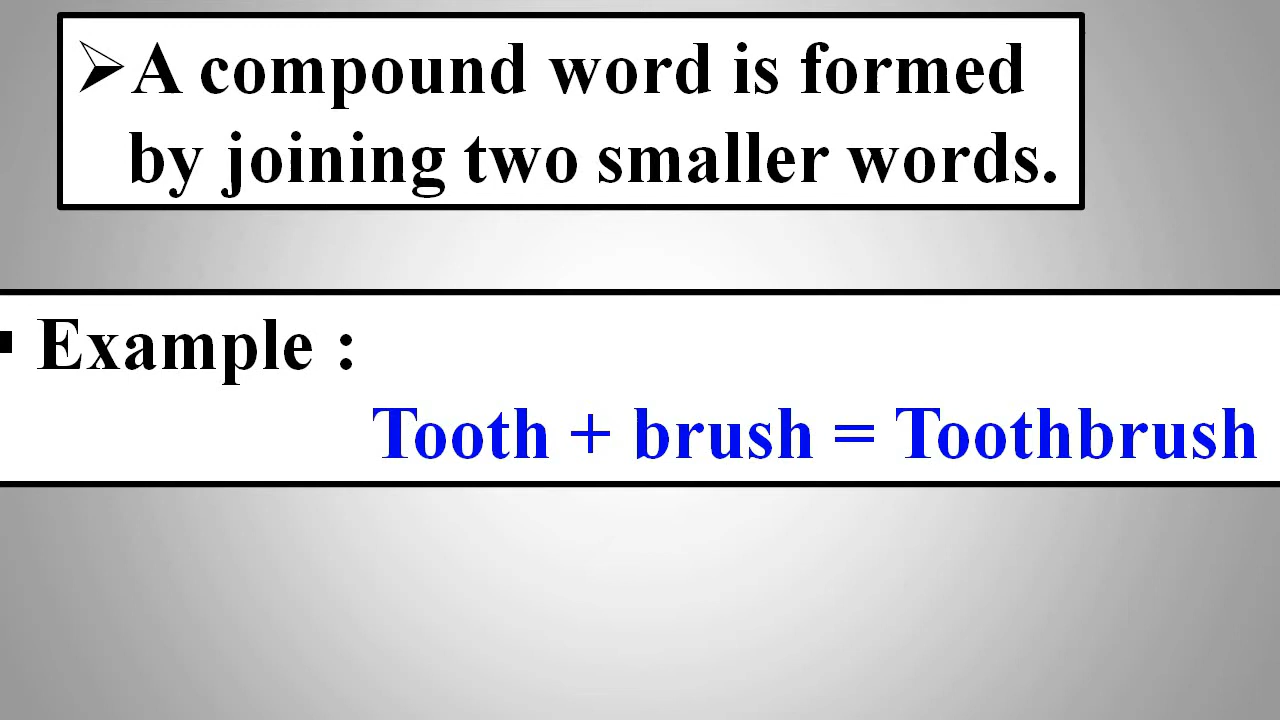 ➢A compound word is formed
by joining two smaller words.
▪ Example :
Tooth + brush = Toothbrush